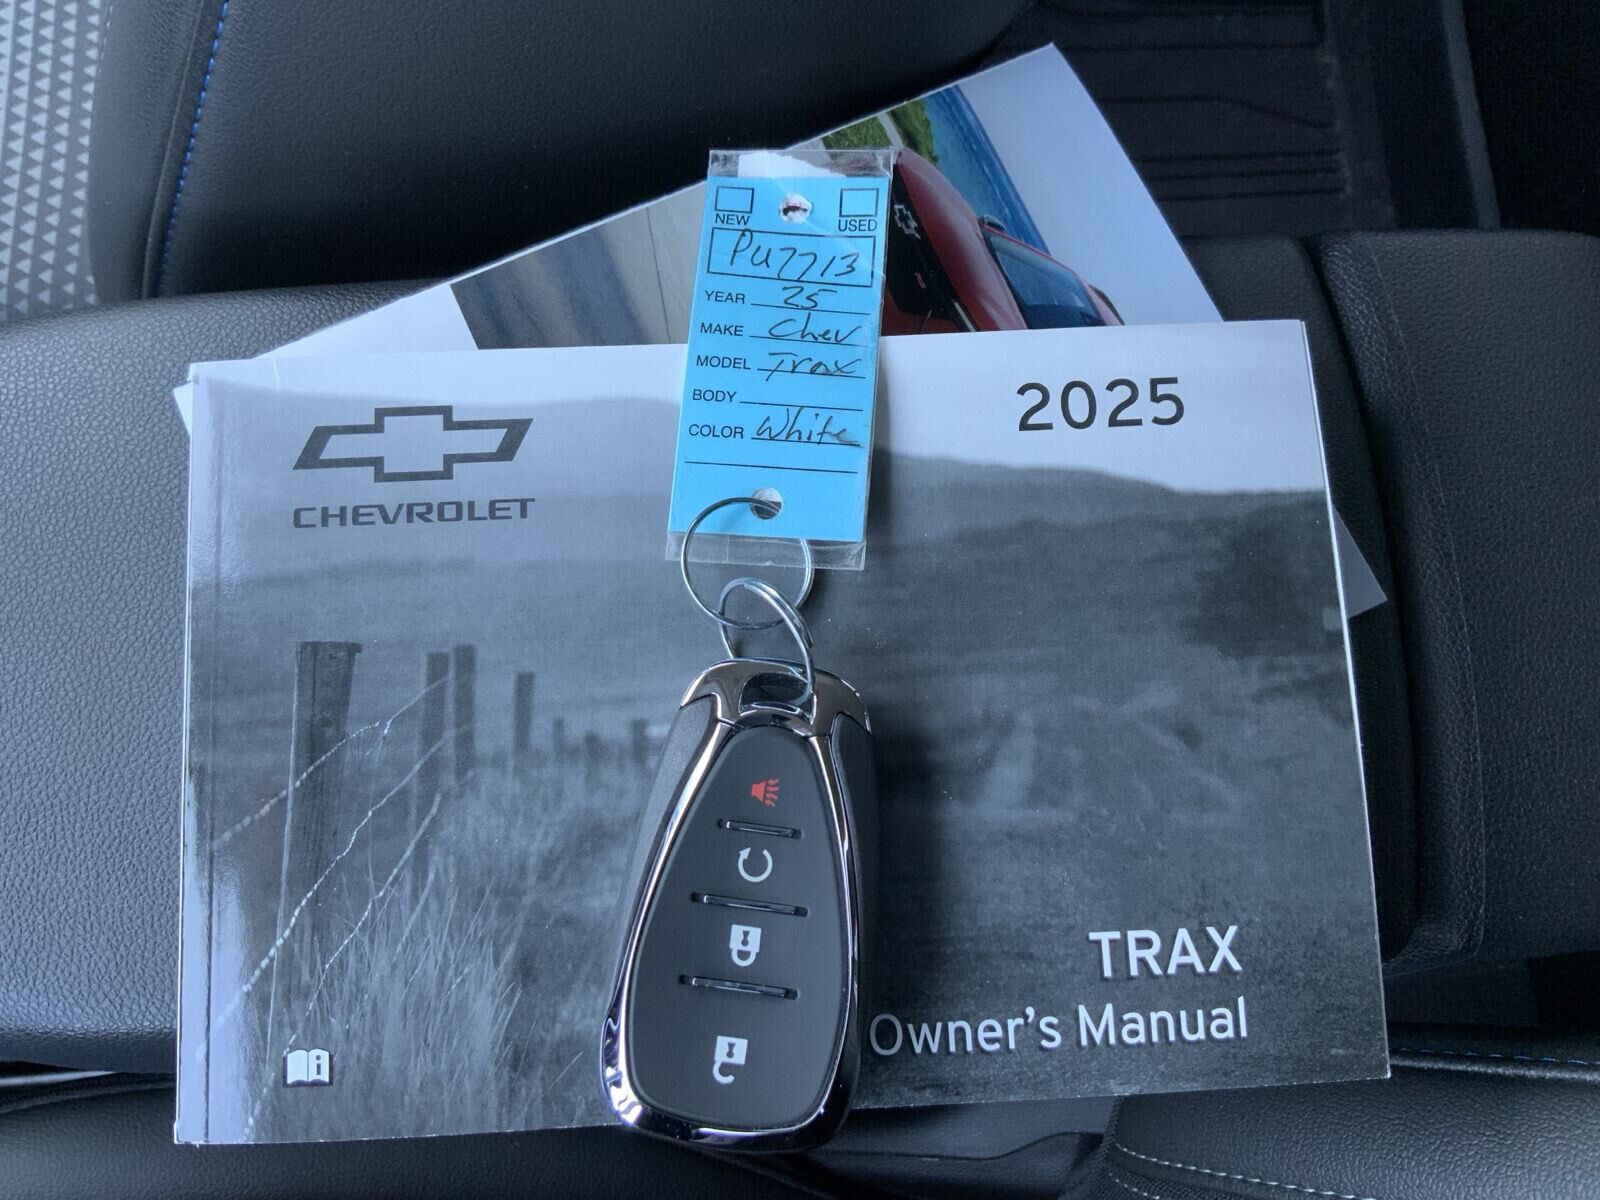 NEW USED
PU7713
YEAR 25
MAKE Chev
MODEL Trax
BODY
COLOR White
2025
CHEVROLET
TRAX
Owner's Manual